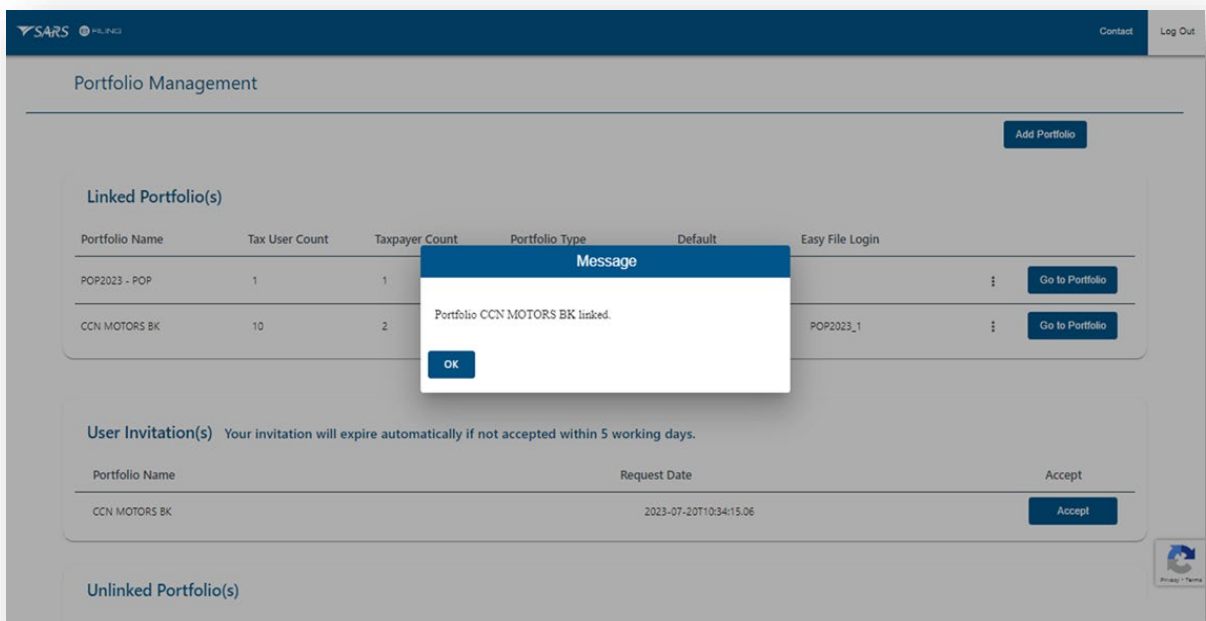 SARS eFILING Contact Log Out
Portfolio Management
Add Portfolio
Linked Portfolio(s)
Portfolio Name Tax User Count Taxpayer Count Portfolio Type Default Easy File Login
Message
POP2023 - POP 1 1 Go to Portfolio
Portfolio CCN MOTORS BK linked.
CCN MOTORS BK 10 2 POP2023_1 Go to Portfolio
OK
User Invitation(s) Your invitation will expire automatically if not accepted within 5 working days.
Portfolio Name Request Date Accept
CCN MOTORS BK 2023-07-20T10:34:15.06 Accept
Privacy - Terms
Unlinked Portfolio(s)